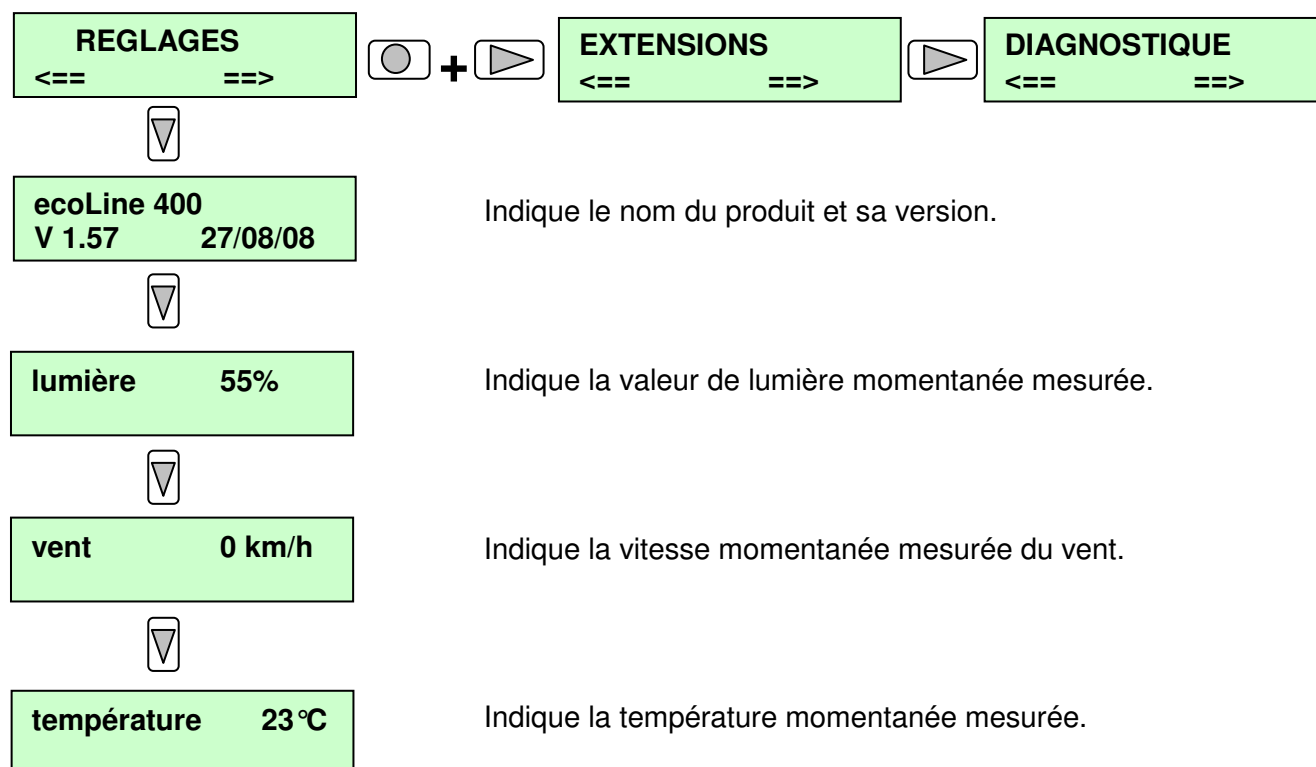 REGLAGES
<== ==>
+
EXTENSIONS
<== ==>
DIAGNOSTIQUE
<== ==>
ecoLine 400
V 1.57 27/08/08
Indique le nom du produit et sa version.
lumière 55%
Indique la valeur de lumière momentanée mesurée.
vent 0 km/h
Indique la vitesse momentanée mesurée du vent.
température 23°C
Indique la température momentanée mesurée.